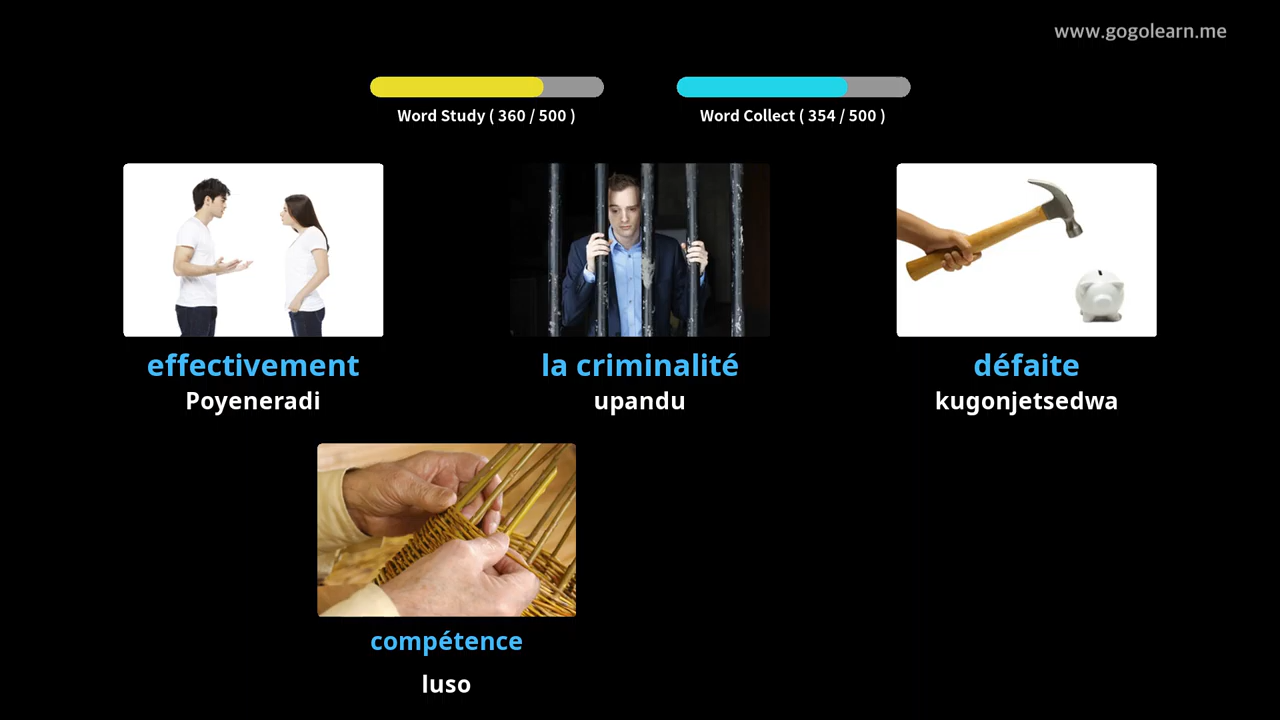 www.gogolearn.me
Word Study ( 360 / 500 )
Word Collect ( 354 / 500 )
effectivement
Poyeneradi
la criminalité
upandu
défaite
kugonjetsedwa
compétence
luso